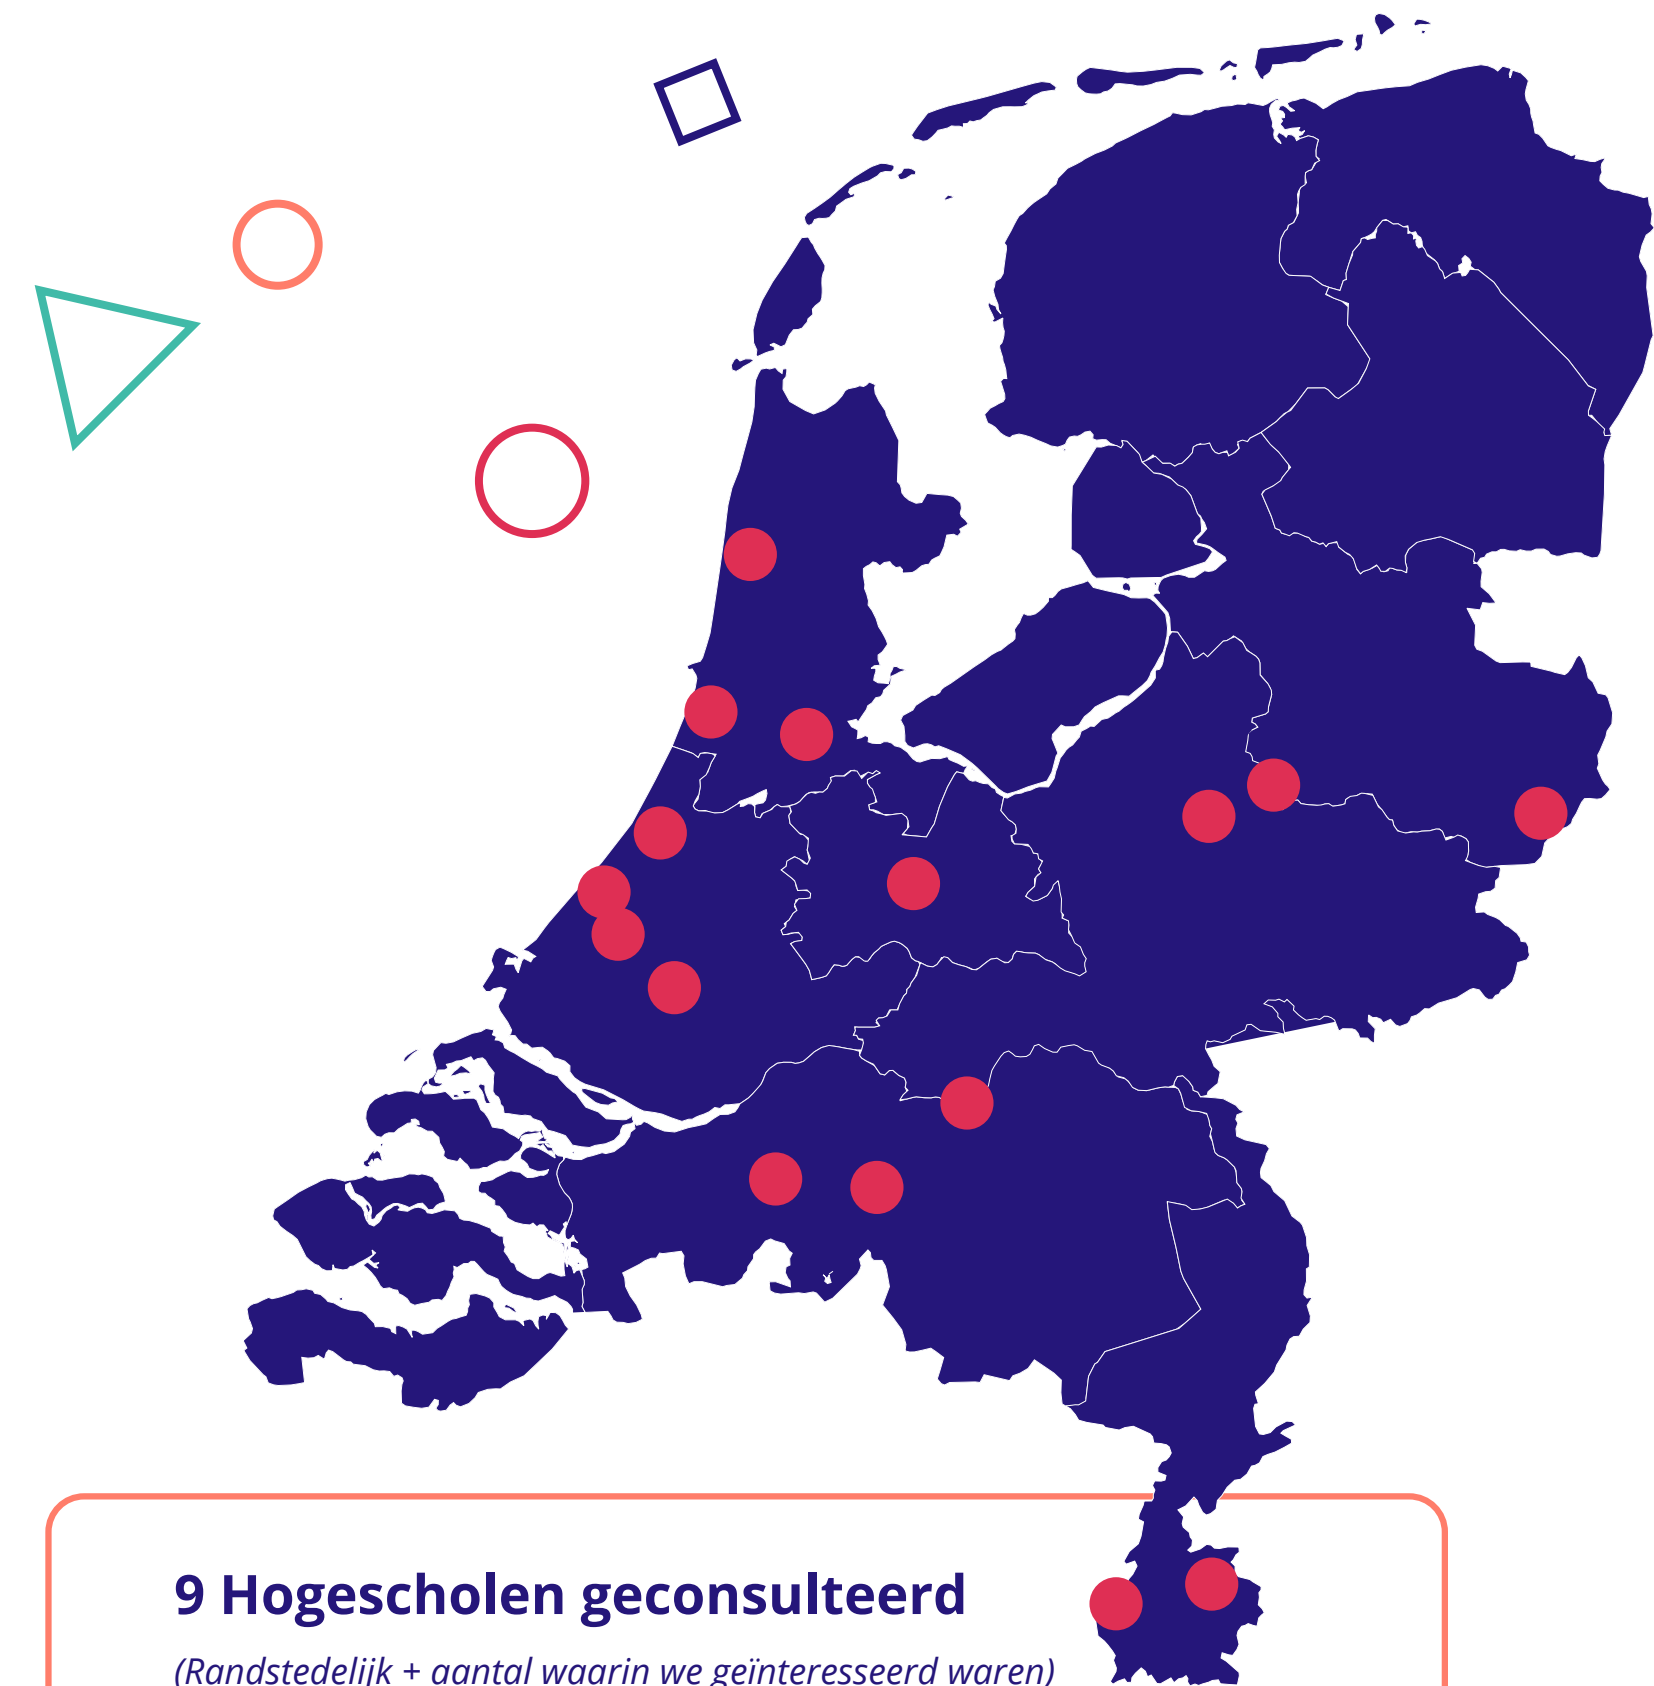 9 Hogescholen geconsulteerd
(Randstedelijk + aantal waarin we geïnteresseerd waren)